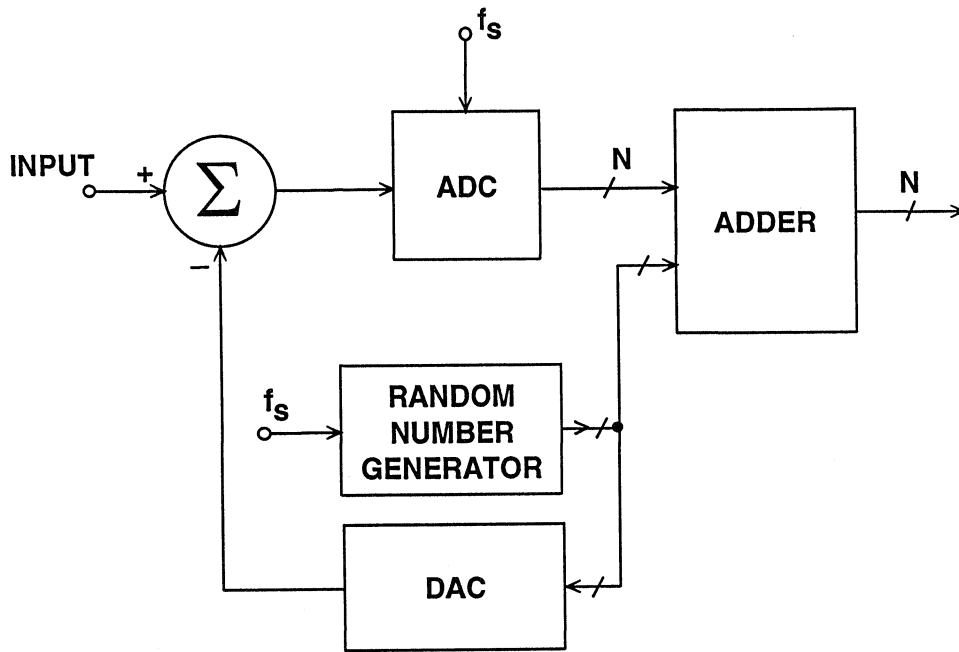 fs
INPUT
+
Σ
ADC
N
ADDER
N
−
fs
RANDOM
NUMBER
GENERATOR
DAC